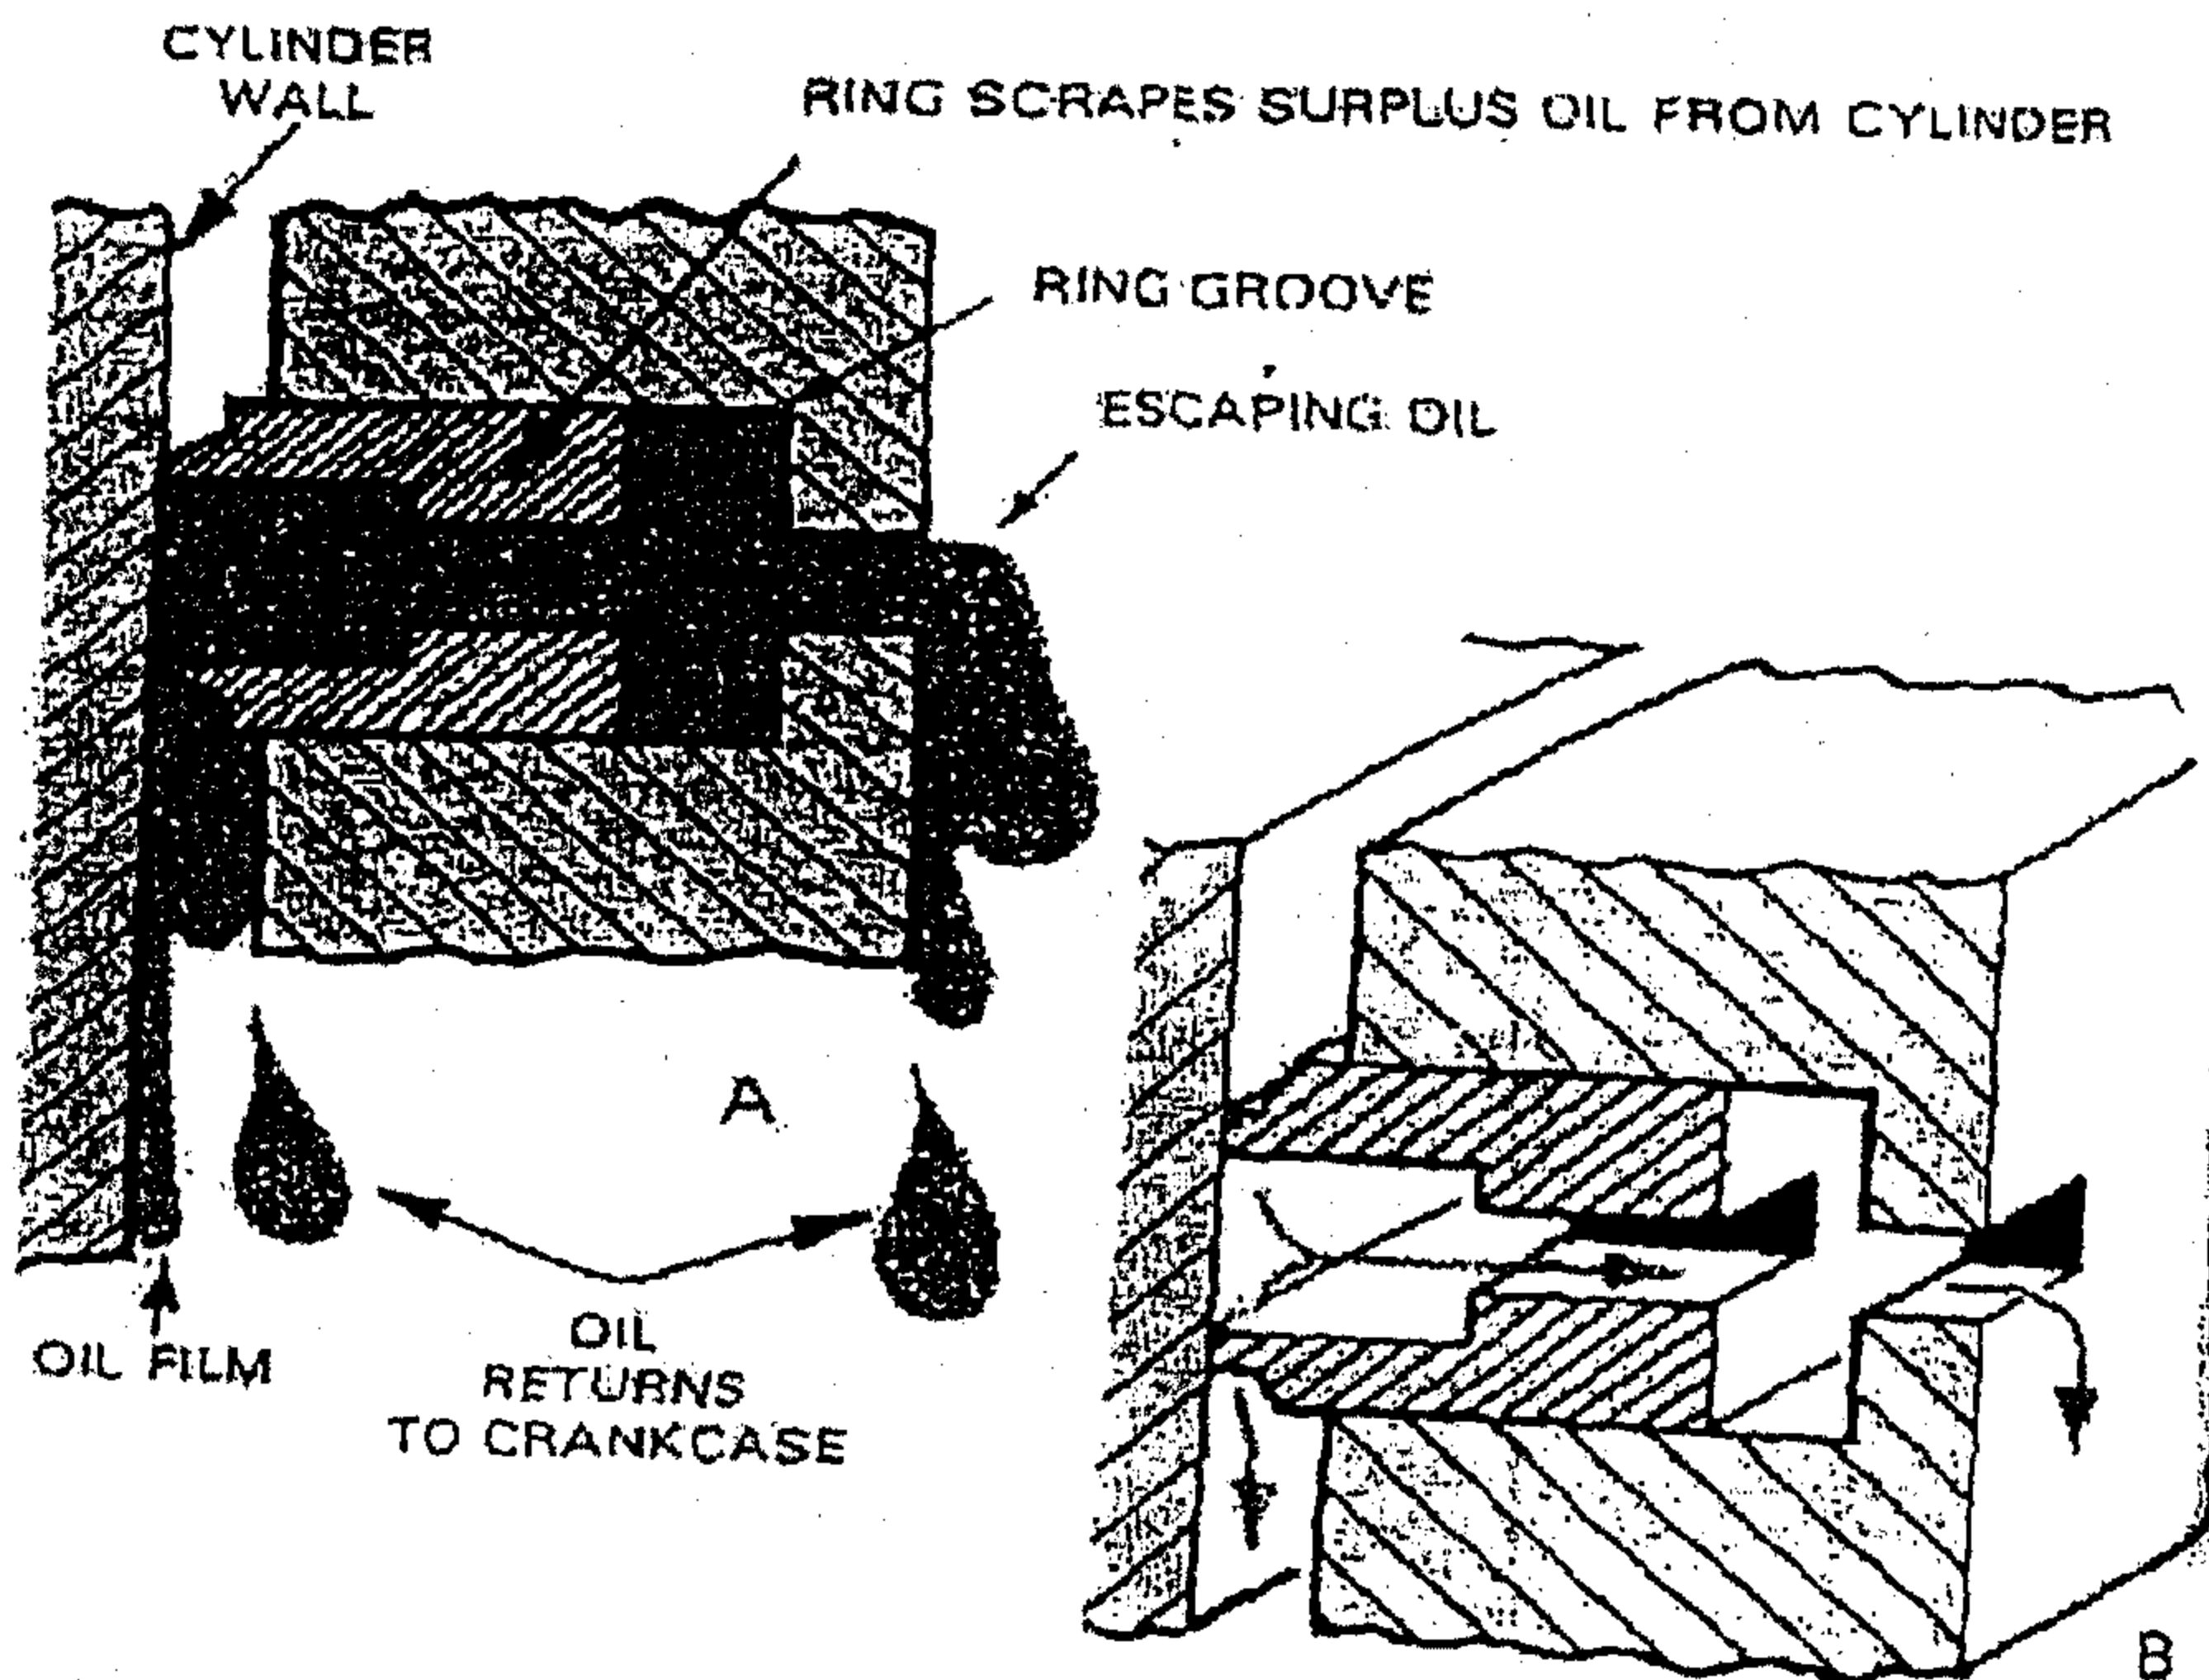 CYLINDER
WALL
RING SCRAPES SURPLUS OIL FROM CYLINDER
RING GROOVE
ESCAPING OIL
A
OIL FILM
OIL
RETURNS
TO CRANKCASE
B